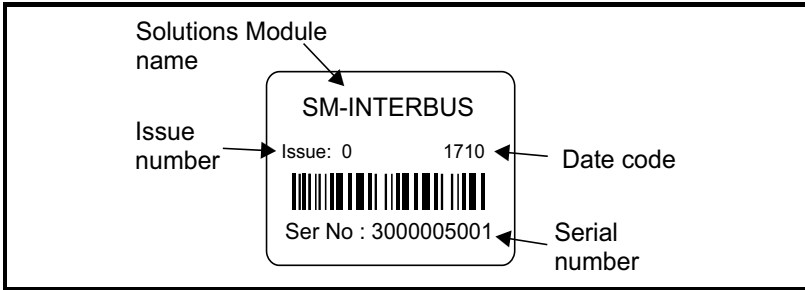 Solutions Module
name
SM-INTERBUS
Issue
number
Issue: 0 1710
Date code
Ser No : 3000005001
Serial
number